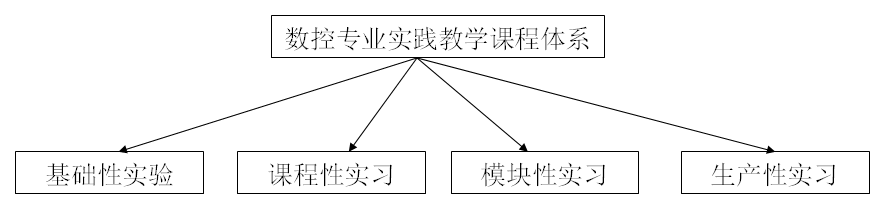 数控专业实践教学课程体系
基础性实验
课程性实习
模块性实习
生产性实习